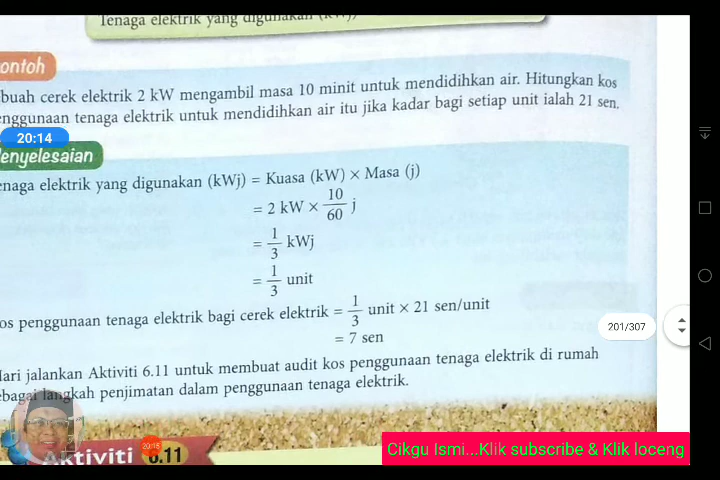 Tenaga elektrik yang digunakan (kWj)
ontoh
buah cerek elektrik 2 kW mengambil masa 10 minit untuk mendidihkan air. Hitungkan kos
enggunaan tenaga elektrik untuk mendidihkan air itu jika kadar bagi setiap unit ialah 21 sen.
20:14
enyelesaian
enaga elektrik yang digunakan (kWj) = Kuasa (kW) × Masa (j)
= 2 kW × 10/60 j
= 1/3 kWj
= 1/3 unit
os penggunaan tenaga elektrik bagi cerek elektrik = 1/3 unit × 21 sen/unit
= 7 sen
201/307
ari jalankan Aktiviti 6.11 untuk membuat audit kos penggunaan tenaga elektrik di rumah
ebagai langkah penjimatan dalam penggunaan tenaga elektrik.
20:15
Aktiviti 6.11
Cikgu Ismi...Klik subscribe & Klik loceng